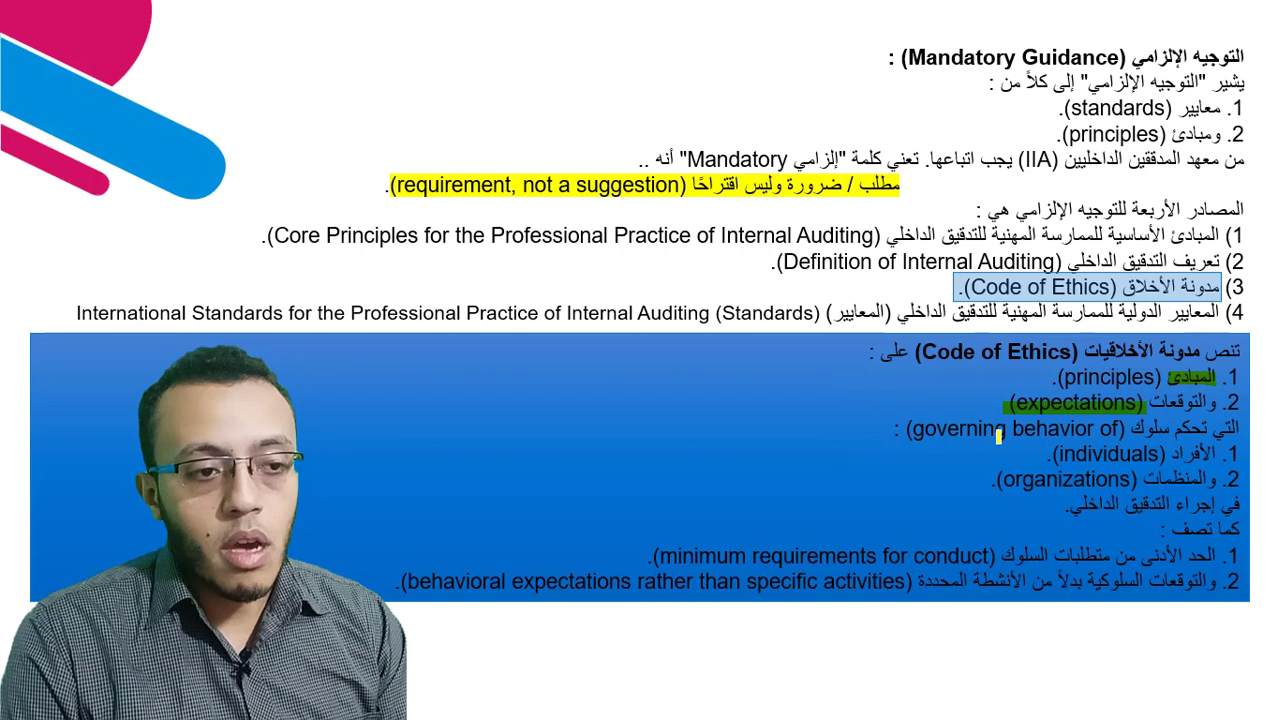 التوجيه الإلزامي (Mandatory Guidance) :
يشير "التوجيه الإلزامي" إلى كلاً من :
1. معايير (standards).
2. ومبادئ (principles).
من معهد المدققين الداخليين (IIA) يجب اتباعها. تعني كلمة "إلزامي Mandatory" أنه ..
مطلب / ضرورة وليس اقتراحًا (requirement, not a suggestion).
المصادر الأربعة للتوجيه الإلزامي هي :
1) المبادئ الأساسية للممارسة المهنية للتدقيق الداخلي (Core Principles for the Professional Practice of Internal Auditing).
2) تعريف التدقيق الداخلي (Definition of Internal Auditing).
3) مدونة الأخلاق (Code of Ethics).
4) المعايير الدولية للممارسة المهنية للتدقيق الداخلي (المعايير) International Standards for the Professional Practice of Internal Auditing (Standards)
تنص مدونة الأخلاقيات (Code of Ethics) على :
1. المبادئ (principles).
2. والتوقعات (expectations)
التي تحكم سلوك (governing behavior of) :
1. الأفراد (individuals).
2. والمنظمات (organizations).
في إجراء التدقيق الداخلي.
كما تصف :
1. الحد الأدنى من متطلبات السلوك (minimum requirements for conduct).
2. والتوقعات السلوكية بدلاً من الأنشطة المحددة (behavioral expectations rather than specific activities).